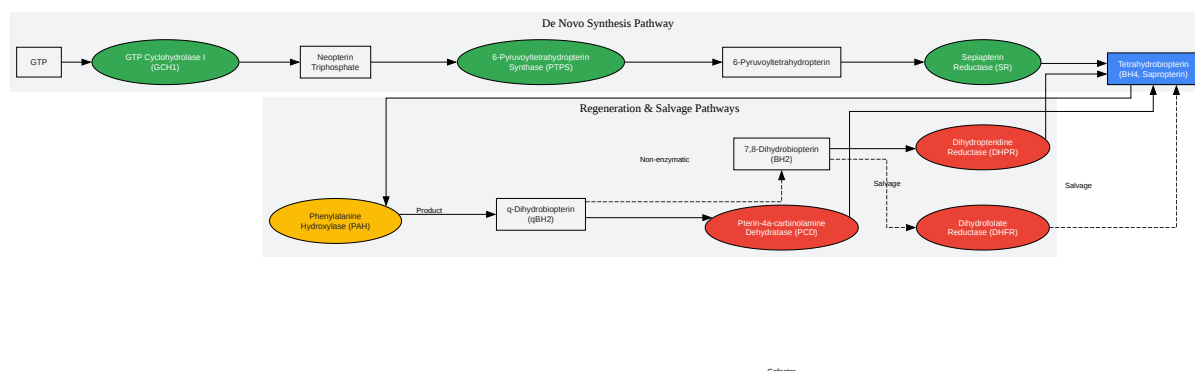 De Novo Synthesis Pathway
GTP
GTP Cyclohydrolase I
(GCH1)
Neopterin
Triphosphate
6-Pyruvoyltetrahydropterin
Synthase (PTPS)
6-Pyruvoyltetrahydropterin
Sepiapterin
Reductase (SR)
Tetrahydrobiopterin
(BH4, Sapropterin)
Regeneration & Salvage Pathways
Non-enzymatic
7,8-Dihydrobiopterin
(BH2)
Dihydropteridine
Reductase (DHPR)
Salvage
Salvage
Phenylalanine
Hydroxylase (PAH)
Product
q-Dihydrobiopterin
(qBH2)
Pterin-4a-carbinolamine
Dehydratase (PCD)
Dihydrofolate
Reductase (DHFR)